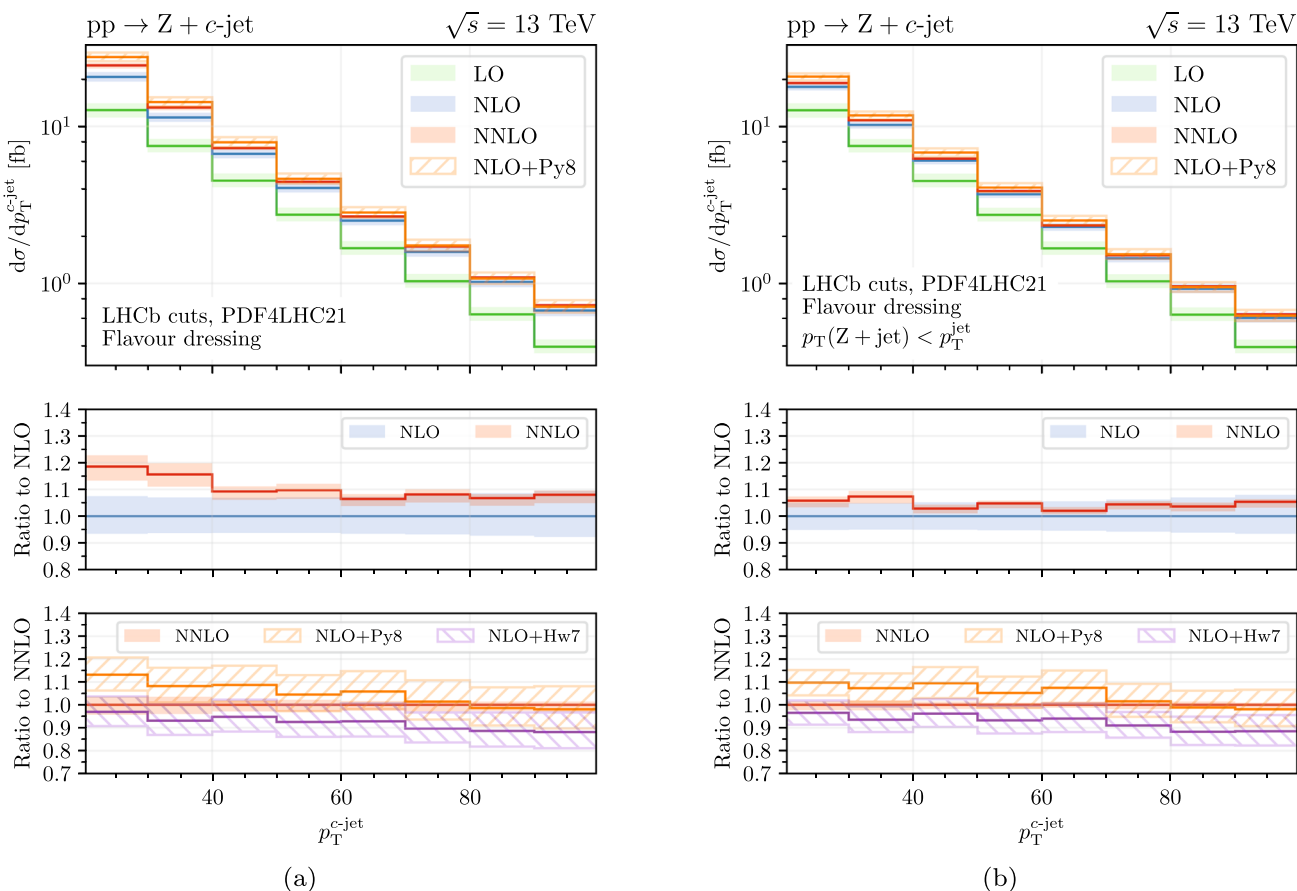 pp → Z + c-jet √s = 13 TeV
dσ/dp_T^{c-jet} [fb]
10^1
10^0
LO
NLO
NNLO
NLO+Py8
LHCb cuts, PDF4LHC21
Flavour dressing
Ratio to NLO
1.4
1.3
1.2
1.1
1.0
0.9
0.8
NLO NNLO
Ratio to NNLO
1.4
1.3
1.2
1.1
1.0
0.9
0.8
0.7
NNLO NLO+Py8 NLO+Hw7
40 60 80
p_T^{c-jet}
(a)
pp → Z + c-jet √s = 13 TeV
dσ/dp_T^{c-jet} [fb]
10^1
10^0
LO
NLO
NNLO
NLO+Py8
LHCb cuts, PDF4LHC21
Flavour dressing
p_T(Z + jet) < p_T^{jet}
Ratio to NLO
1.4
1.3
1.2
1.1
1.0
0.9
0.8
NLO NNLO
Ratio to NNLO
1.4
1.3
1.2
1.1
1.0
0.9
0.8
0.7
NNLO NLO+Py8 NLO+Hw7
40 60 80
p_T^{c-jet}
(b)